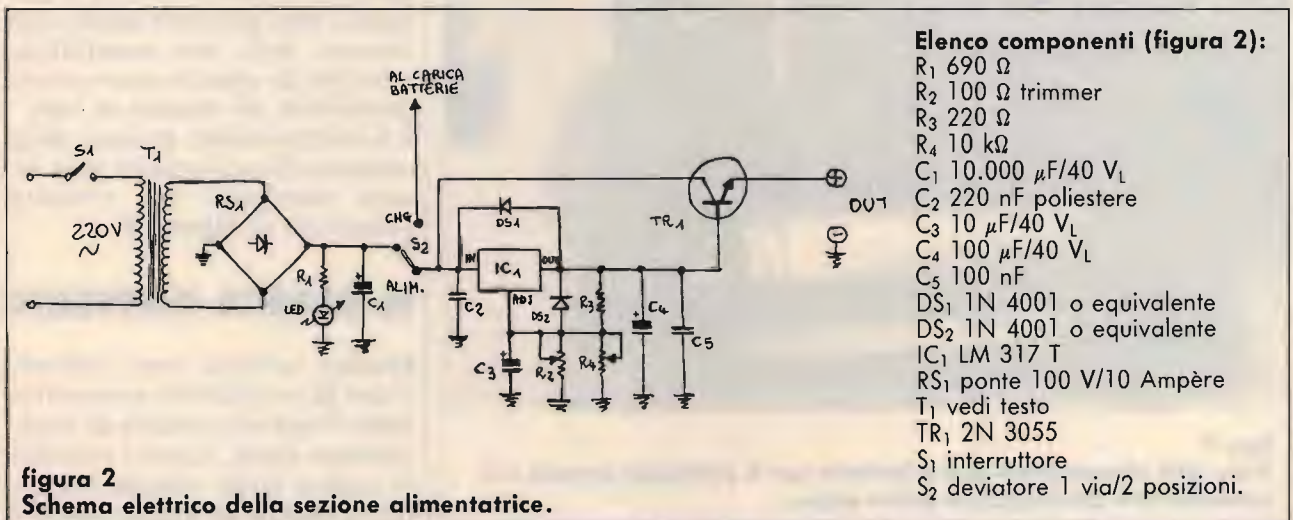 AL CARICA
BATTERIE
S1
T1
RS1
220V
~
R1
LED
C1
CHG
S2
ALIM.
DS1
IN
IC1
OUT
ADJ
C2
DS2
R3
C3
R2
R4
C4
C5
TR1
+
OUT
-
Elenco componenti (figura 2):
R₁ 690 Ω
R₂ 100 Ω trimmer
R₃ 220 Ω
R₄ 10 kΩ
C₁ 10.000 μF/40 V_L
C₂ 220 nF poliestere
C₃ 10 μF/40 V_L
C₄ 100 μF/40 V_L
C₅ 100 nF
DS₁ 1N 4001 o equivalente
DS₂ 1N 4001 o equivalente
IC₁ LM 317 T
RS₁ ponte 100 V/10 Ampère
T₁ vedi testo
TR₁ 2N 3055
S₁ interruttore
S₂ deviatore 1 via/2 posizioni.
figura 2
Schema elettrico della sezione alimentatrice.